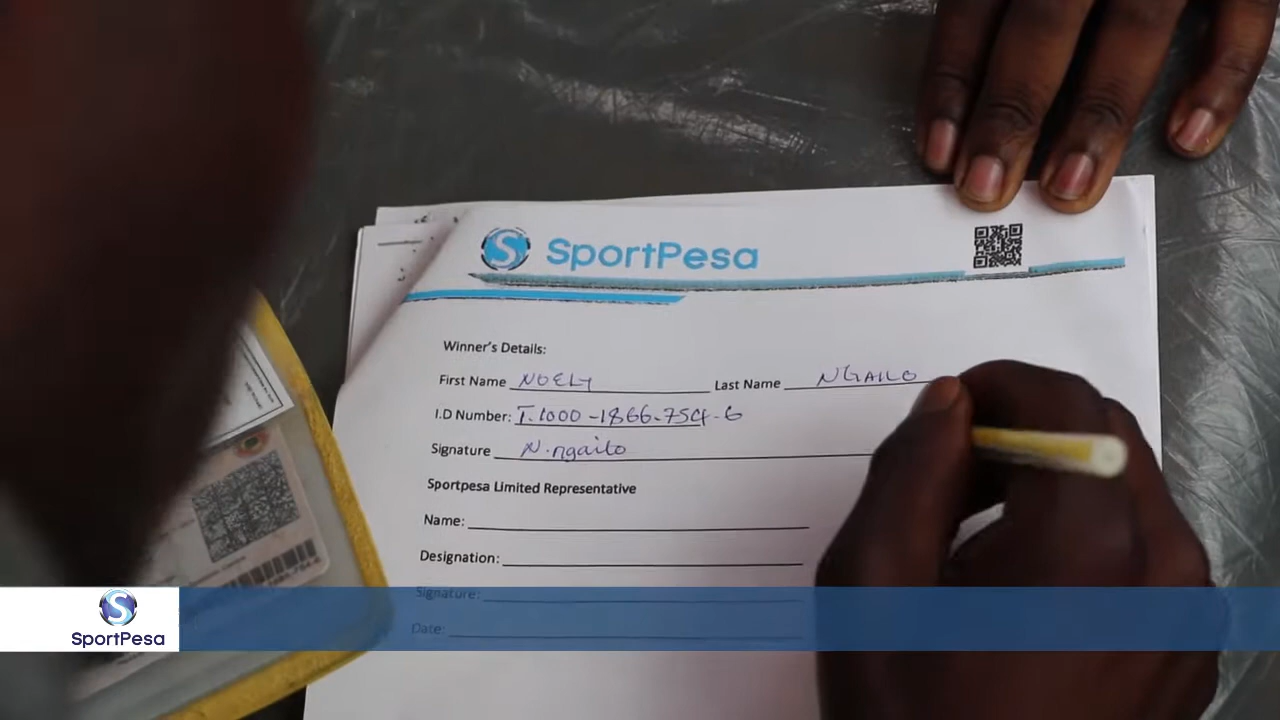 SportPesa
Winner's Details:
First Name NOELY Last Name NGAILO
I.D Number: T.1000-1866-754-6
Signature N.ngailo
Sportpesa Limited Representative
Name:
Designation:
Signature:
Date:
SportPesa